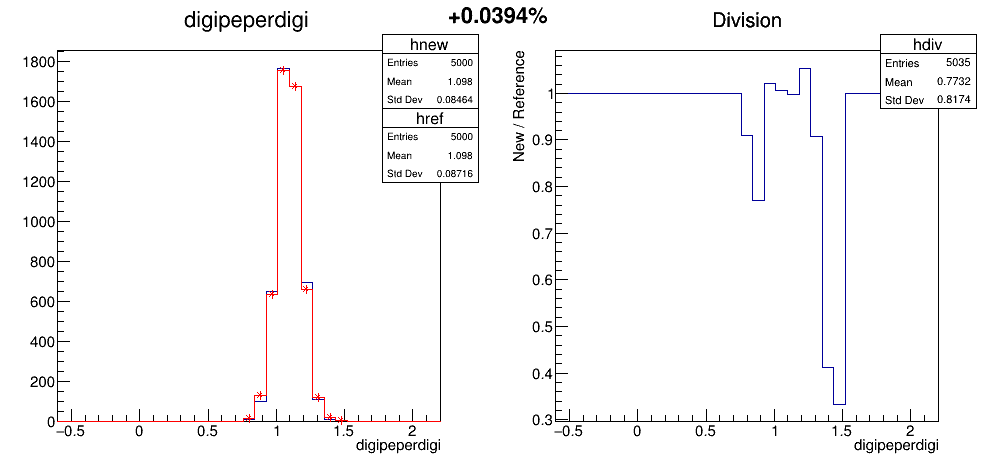 +0.0394%
digipeperdigi
hnew
Entries 5000
Mean 1.098
Std Dev 0.08464
href
Entries 5000
Mean 1.098
Std Dev 0.08716
1800
1600
1400
1200
1000
800
600
400
200
0
−0.5 0 0.5 1 1.5 2
digipeperdigi
Division
hdiv
Entries 5035
Mean 0.7732
Std Dev 0.8174
New / Reference
1
0.9
0.8
0.7
0.6
0.5
0.4
0.3
−0.5 0 0.5 1 1.5 2
digipeperdigi